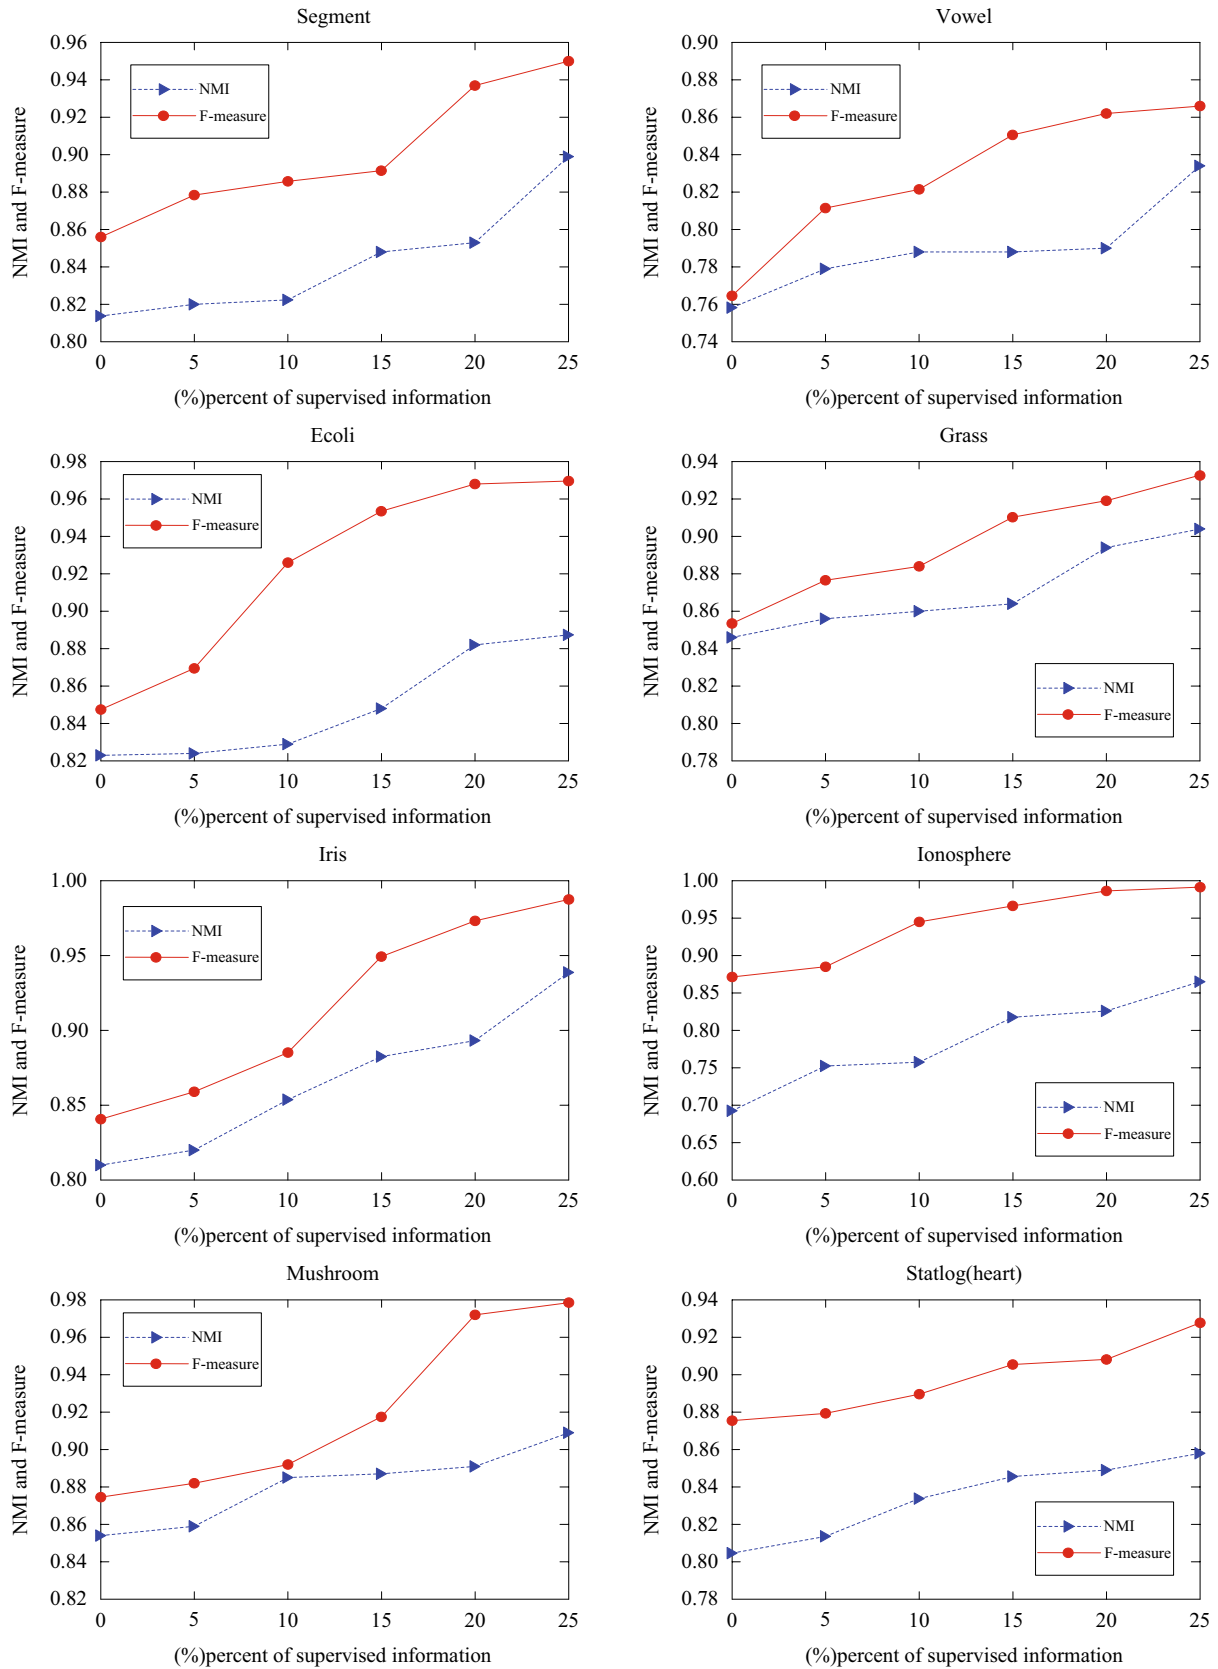 Segment
0.96
0.94
0.92
0.90
0.88
0.86
0.84
0.82
0.80
NMI and F-measure
NMI
F-measure
0 5 10 15 20 25
(%)percent of supervised information
Vowel
0.90
0.88
0.86
0.84
0.82
0.80
0.78
0.76
0.74
NMI and F-measure
NMI
F-measure
0 5 10 15 20 25
(%)percent of supervised information
Ecoli
0.98
0.96
0.94
0.92
0.90
0.88
0.86
0.84
0.82
NMI and F-measure
NMI
F-measure
0 5 10 15 20 25
(%)percent of supervised information
Grass
0.94
0.92
0.90
0.88
0.86
0.84
0.82
0.80
0.78
NMI and F-measure
NMI
F-measure
0 5 10 15 20 25
(%)percent of supervised information
Iris
1.00
0.95
0.90
0.85
0.80
NMI and F-measure
NMI
F-measure
0 5 10 15 20 25
(%)percent of supervised information
Ionosphere
1.00
0.95
0.90
0.85
0.80
0.75
0.70
0.65
0.60
NMI and F-measure
NMI
F-measure
0 5 10 15 20 25
(%)percent of supervised information
Mushroom
0.98
0.96
0.94
0.92
0.90
0.88
0.86
0.84
0.82
NMI and F-measure
NMI
F-measure
0 5 10 15 20 25
(%)percent of supervised information
Statlog(heart)
0.94
0.92
0.90
0.88
0.86
0.84
0.82
0.80
0.78
NMI and F-measure
NMI
F-measure
0 5 10 15 20 25
(%)percent of supervised information